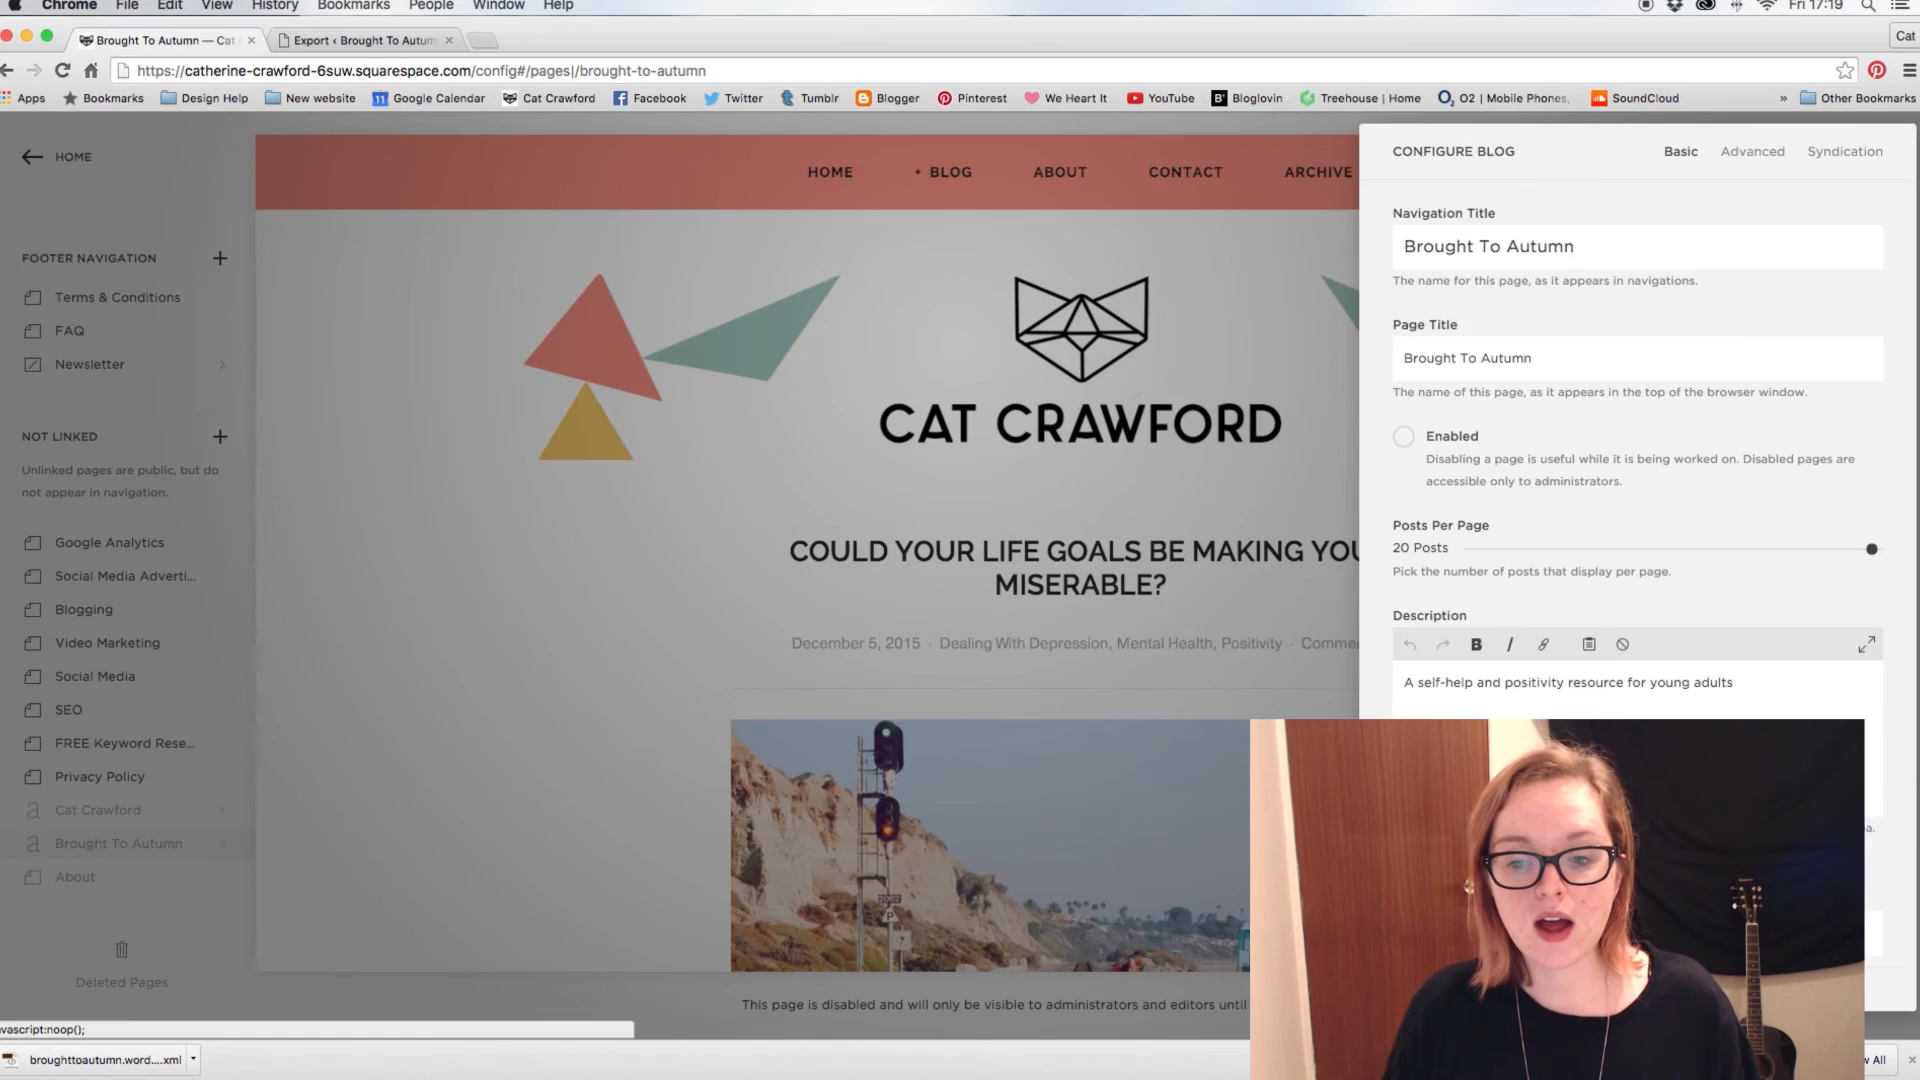 Chrome File Edit View History Bookmarks People Window Help Fri 17:19
Brought To Autumn — Cat
Export ‹ Brought To Autum
Cat
https://catherine-crawford-6suw.squarespace.com/config#/pages|/brought-to-autumn
Apps Bookmarks Design Help New website Google Calendar Cat Crawford Facebook Twitter Tumblr Blogger Pinterest We Heart It YouTube Bloglovin Treehouse | Home O2 | Mobile Phones, SoundCloud » Other Bookmarks
HOME
FOOTER NAVIGATION
Terms & Conditions
FAQ
Newsletter
NOT LINKED
Unlinked pages are public, but do
not appear in navigation.
Google Analytics
Social Media Adverti...
Blogging
Video Marketing
Social Media
SEO
FREE Keyword Rese...
Privacy Policy
Cat Crawford
Brought To Autumn
About
Deleted Pages
HOME + BLOG ABOUT CONTACT ARCHIVE
CAT CRAWFORD
COULD YOUR LIFE GOALS BE MAKING YOU
MISERABLE?
December 5, 2015 · Dealing With Depression, Mental Health, Positivity · Comme
This page is disabled and will only be visible to administrators and editors until
CONFIGURE BLOG Basic Advanced Syndication
Navigation Title
Brought To Autumn
The name for this page, as it appears in navigations.
Page Title
Brought To Autumn
The name of this page, as it appears in the top of the browser window.
Enabled
Disabling a page is useful while it is being worked on. Disabled pages are
accessible only to administrators.
Posts Per Page
20 Posts
Pick the number of posts that display per page.
Description
B I
A self-help and positivity resource for young adults
a.
vascript:noop();
broughttoautumn.word....xml
w All